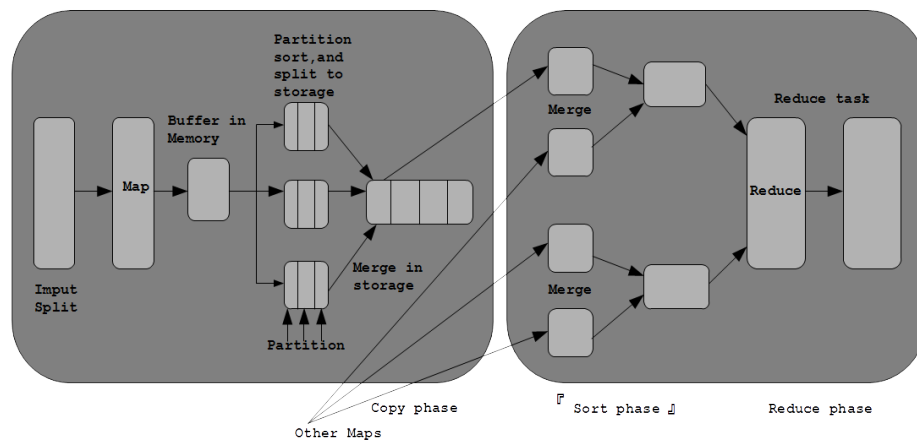 Partition
sort,and
split to
storage
Buffer in
Memory
Map
Imput
Split
Merge in
storage
Partition
Merge
Merge
Reduce task
Reduce
Copy phase
『 Sort phase 』
Reduce phase
Other Maps